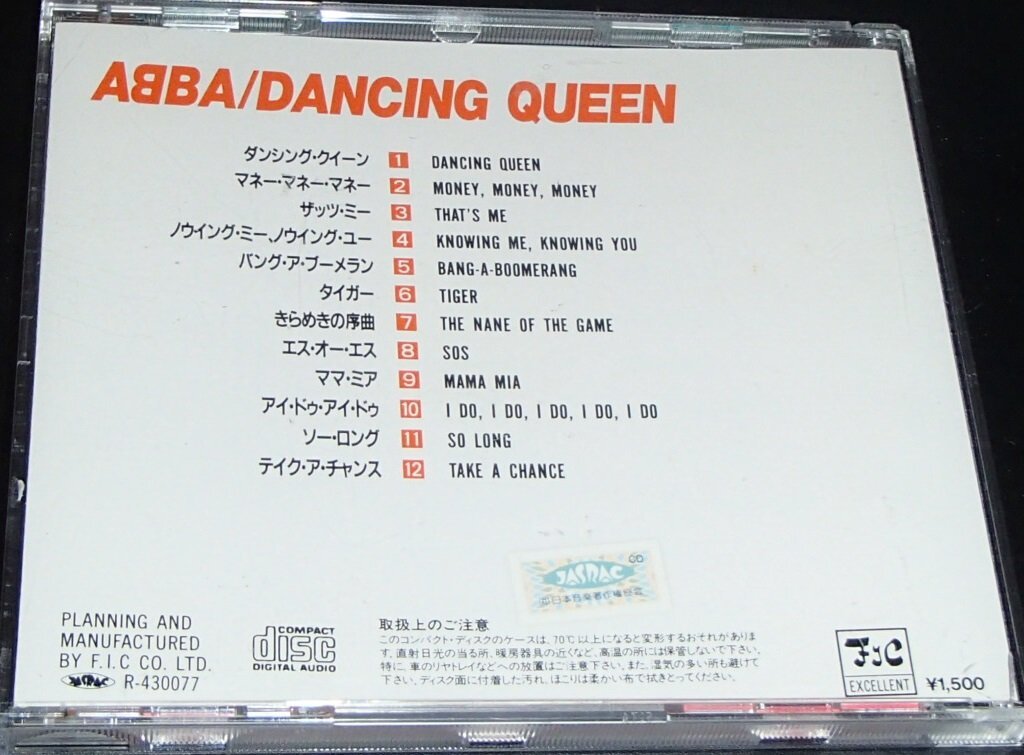 ABBA/DANCING QUEEN
ダンシング・クイーン 1 DANCING QUEEN
マネー・マネー・マネー 2 MONEY, MONEY, MONEY
ザッツ・ミー 3 THAT'S ME
ノウイング・ミー、ノウイング・ユー 4 KNOWING ME, KNOWING YOU
バング・ア・ブーメラン 5 BANG-A-BOOMERANG
タイガー 6 TIGER
きらめきの序曲 7 THE NANE OF THE GAME
エス・オー・エス 8 SOS
ママ・ミア 9 MAMA MIA
アイ・ドゥ・アイ・ドゥ 10 I DO, I DO, I DO, I DO, I DO
ソー・ロング 11 SO LONG
テイク・ア・チャンス 12 TAKE A CHANCE
CD
JASRAC
日本音楽著作権協会
PLANNING AND
MANUFACTURED
BY F.I.C CO. LTD.
JASRAC R-430077
COMPACT
disc
DIGITAL AUDIO
取扱上のご注意
このコンパクト・ディスクのケースは、70℃以上になると変形するおそれがありま
す。直射日光の当る所、暖房器具の近くなど、高温の所には保管しないで下さい。
特に、車のリヤトレイなどへの放置はご注意下さい。また、湿気の多い所も避けて
下さい。ディスク面に付着した汚れ、ほこりは柔かい布で拭きとってください。
FIC
EXCELLENT
¥1,500